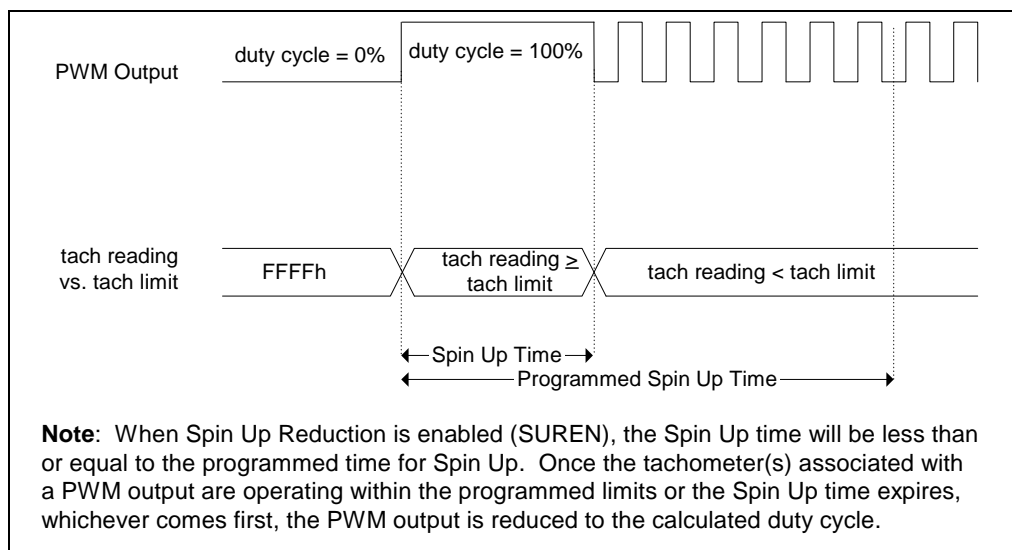 duty cycle = 0%
duty cycle = 100%
PWM Output
tach reading
vs. tach limit
FFFFh
tach reading ≥
tach limit
tach reading < tach limit
Spin Up Time
Programmed Spin Up Time
Note: When Spin Up Reduction is enabled (SUREN), the Spin Up time will be less than
or equal to the programmed time for Spin Up. Once the tachometer(s) associated with
a PWM output are operating within the programmed limits or the Spin Up time expires,
whichever comes first, the PWM output is reduced to the calculated duty cycle.